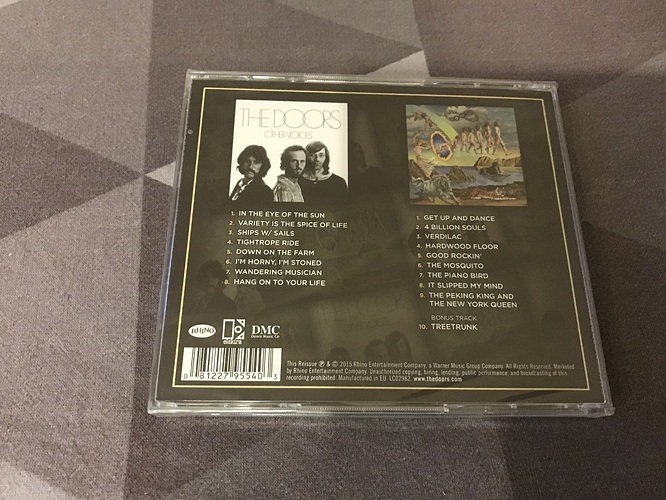 THE DOORS
OTHER VOICES
1. IN THE EYE OF THE SUN
2. VARIETY IS THE SPICE OF LIFE
3. SHIPS W/ SAILS
4. TIGHTROPE RIDE
5. DOWN ON THE FARM
6. I'M HORNY, I'M STONED
7. WANDERING MUSICIAN
8. HANG ON TO YOUR LIFE
1. GET UP AND DANCE
2. 4 BILLION SOULS
3. VERDILAC
4. HARDWOOD FLOOR
5. GOOD ROCKIN'
6. THE MOSQUITO
7. THE PIANO BIRD
8. IT SLIPPED MY MIND
9. THE PEKING KING AND
THE NEW YORK QUEEN
BONUS TRACK
10. TREETRUNK
RHINO
elektra
DMC
Doors Music Co
0 81227 95540 3
This Reissue ℗ & © 2015 Rhino Entertainment Company, a Warner Music Group Company. All Rights Reserved. Marketed
by Rhino Entertainment Company. Unauthorized copying, hiring, lending, public performance, and broadcasting of this
recording prohibited. Manufactured in EU. LC02982. www.thedoors.com